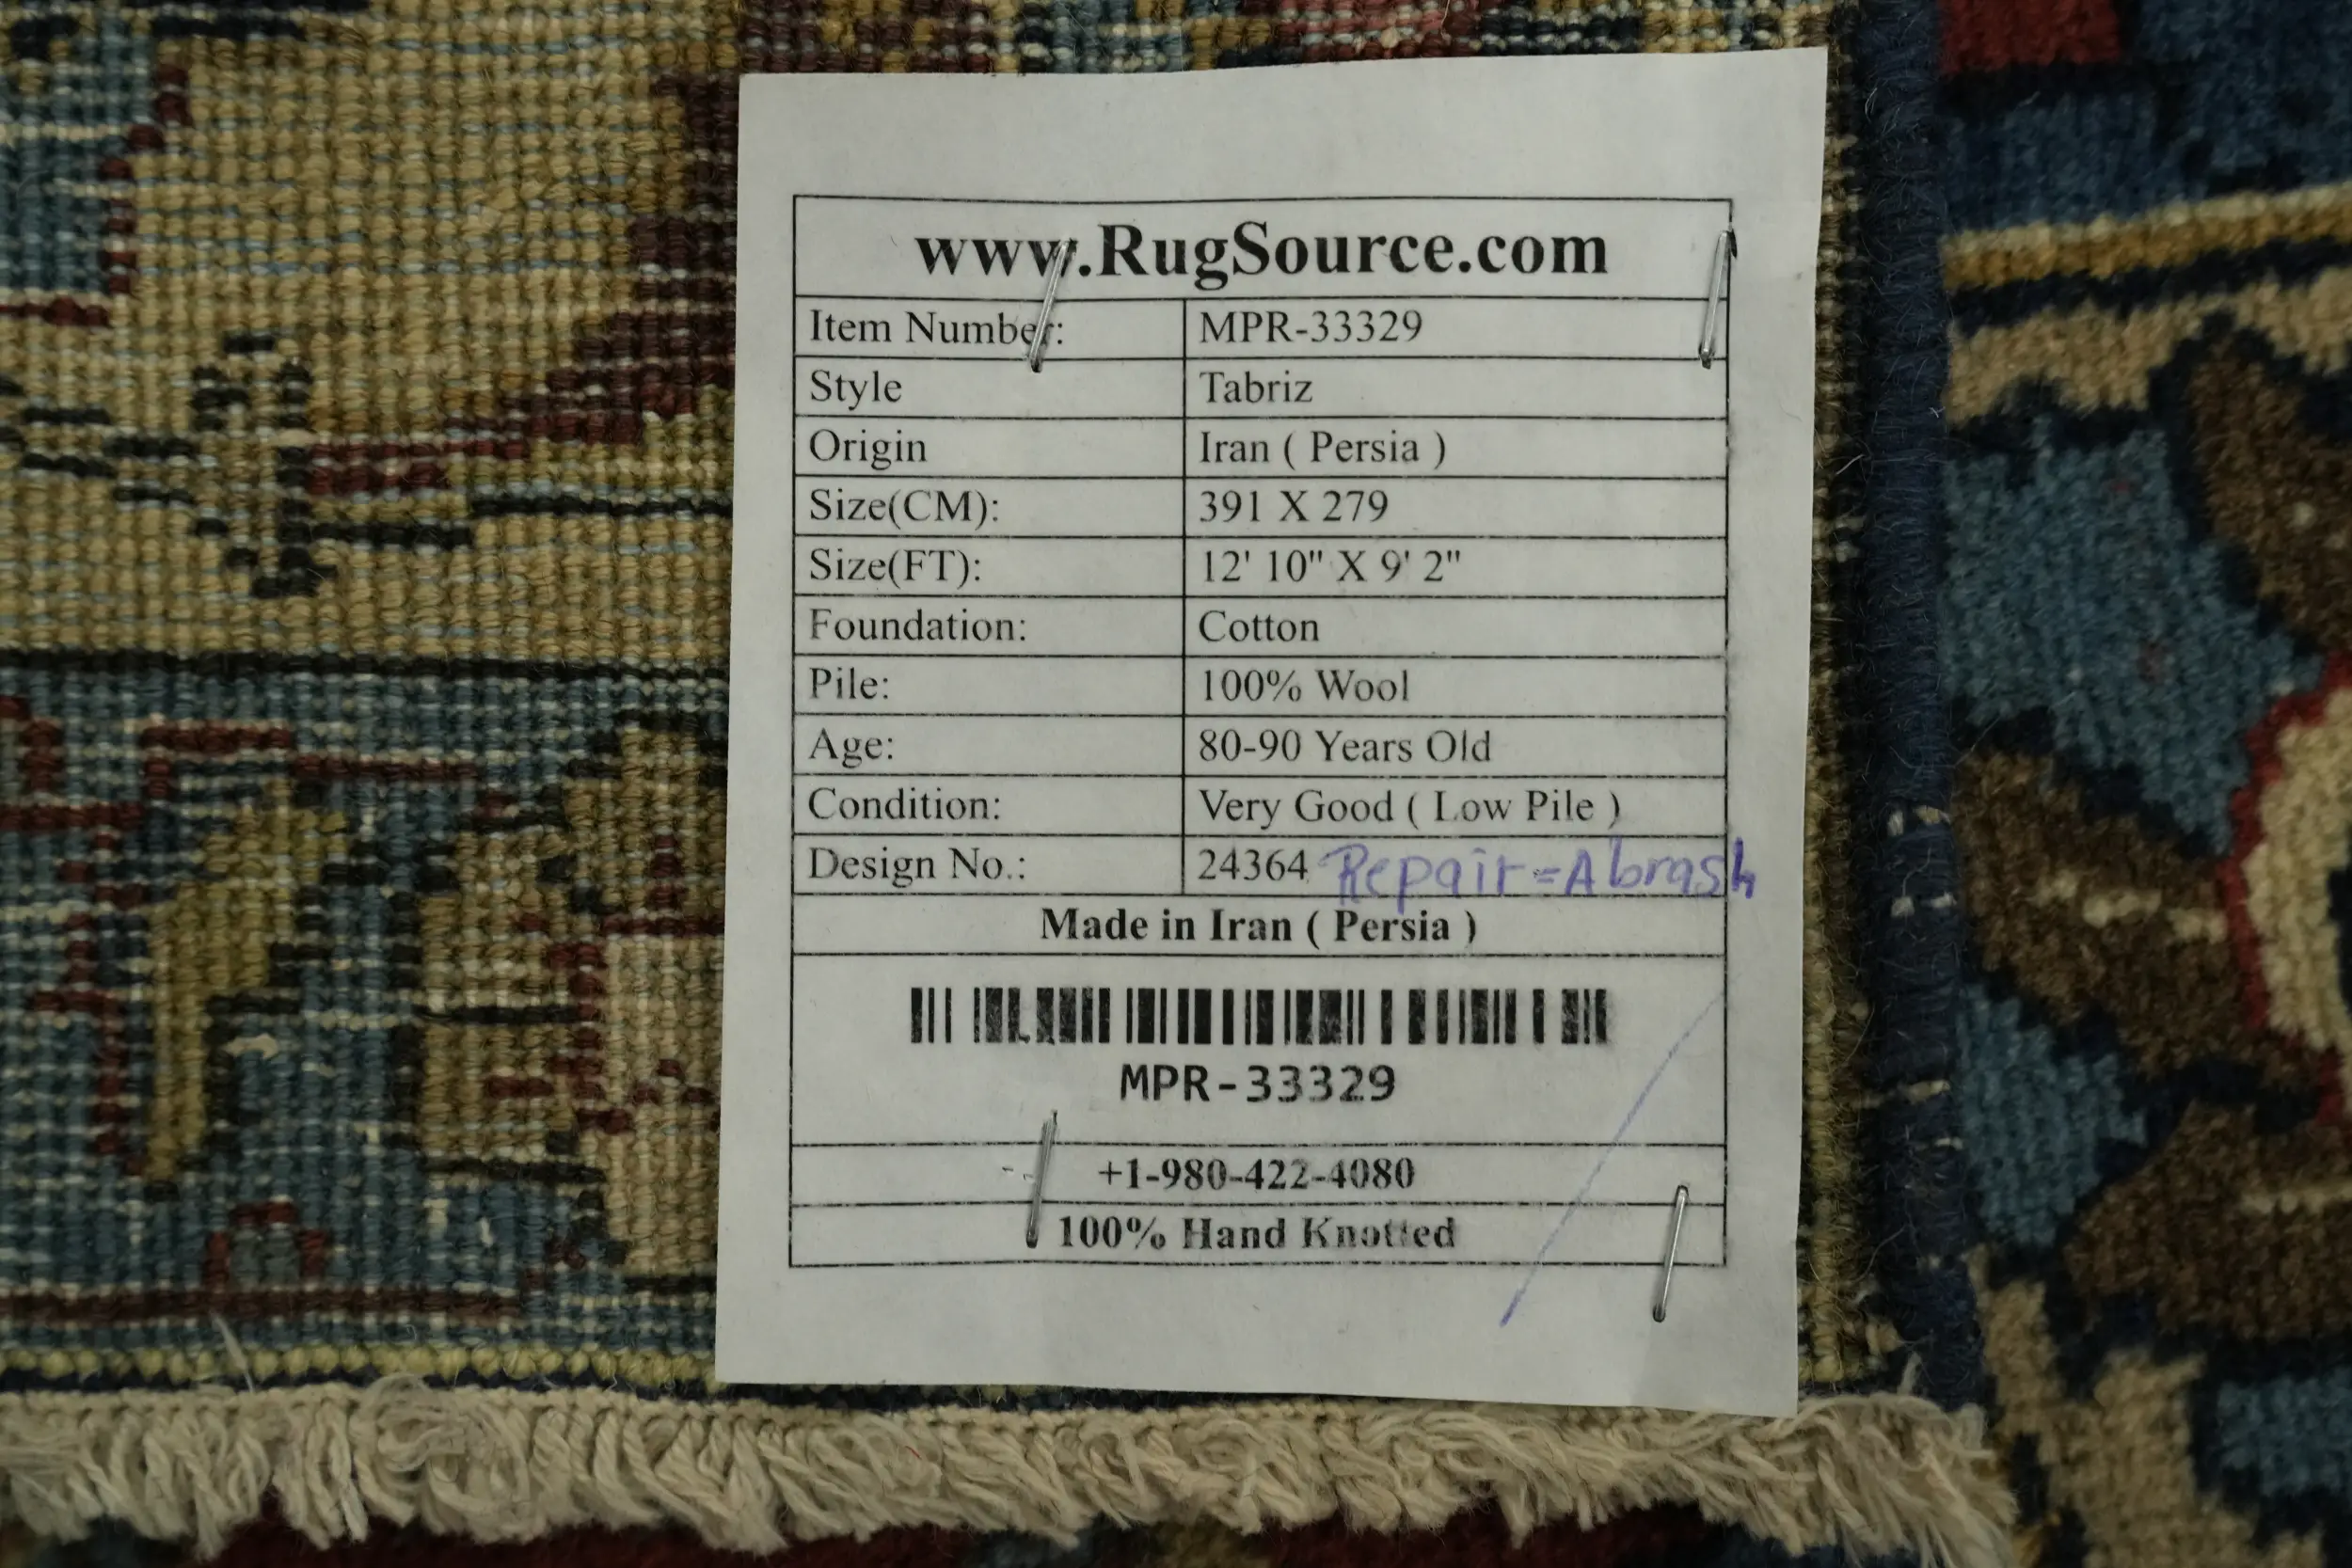 www.RugSource.com
Item Number: MPR-33329
Style Tabriz
Origin Iran ( Persia )
Size(CM): 391 X 279
Size(FT): 12' 10" X 9' 2"
Foundation: Cotton
Pile: 100% Wool
Age: 80-90 Years Old
Condition: Very Good ( Low Pile )
Design No.: 24364 Repair=Abrash
Made in Iran ( Persia )
MPR-33329
+1-980-422-4080
100% Hand Knotted